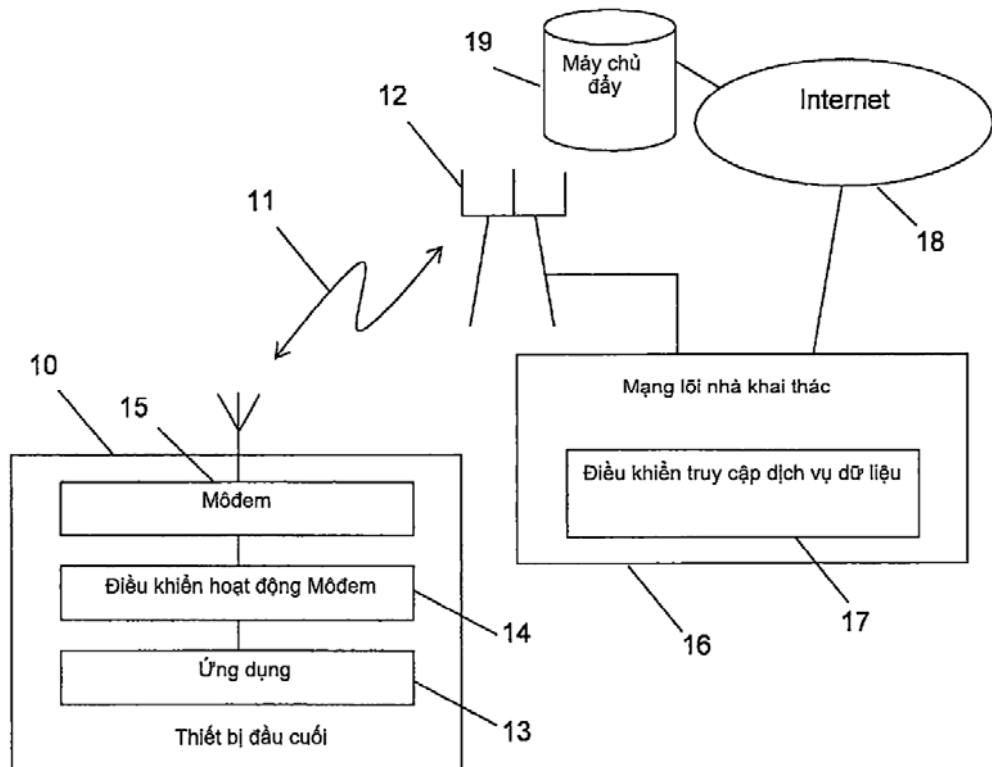 19
Máy chủ
đẩy
Internet
12
11
18
10
15
Mạng lõi nhà khai thác
Điều khiển truy cập dịch vụ dữ liệu
Môđem
Điều khiển hoạt động Môđem
14
16
17
Ứng dụng
13
Thiết bị đầu cuối